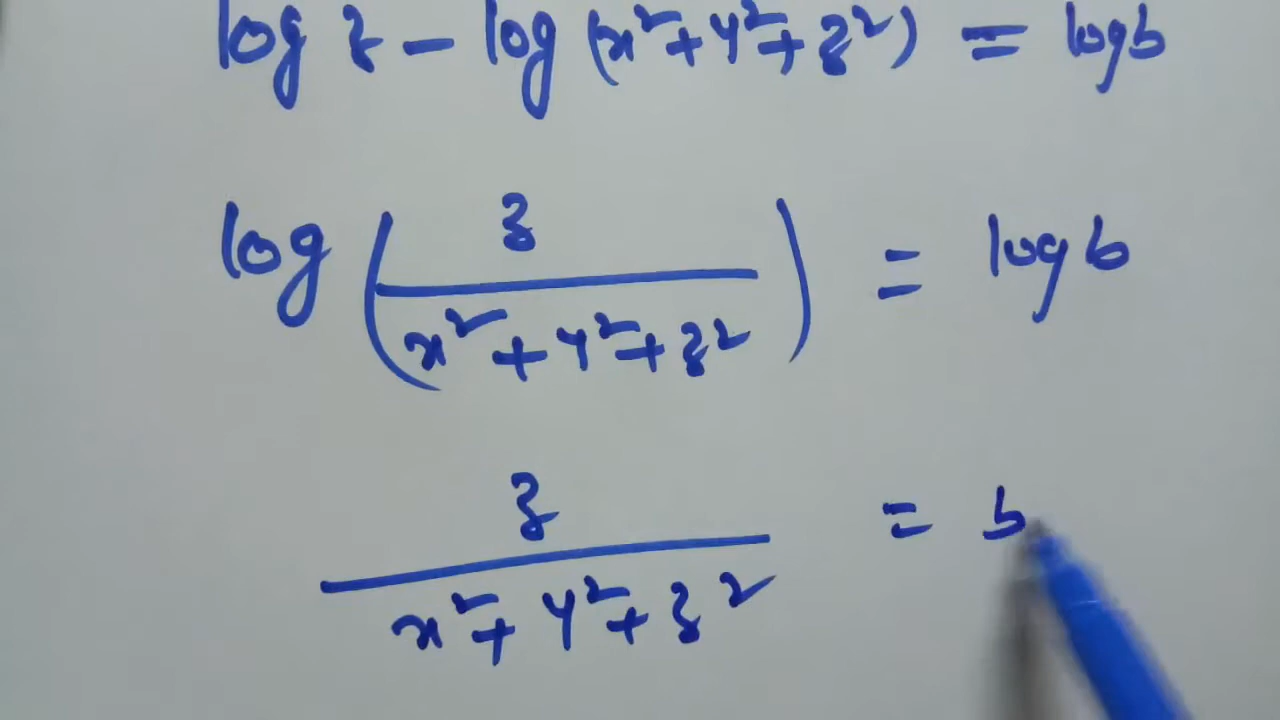 log z - log (x²+y²+z²) = log b
log ( z / x²+y²+z² ) = log b
z / x²+y²+z² = b